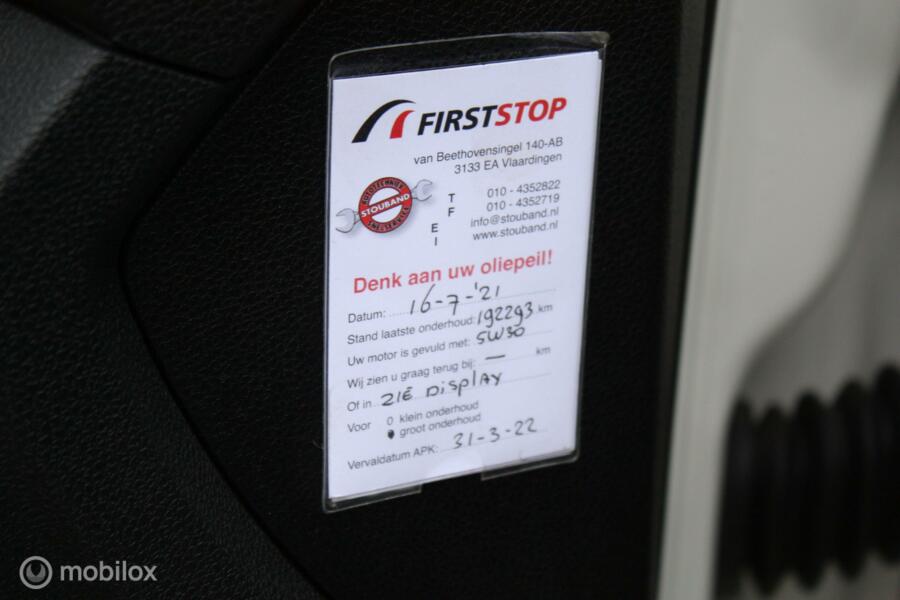 FIRSTSTOP
van Beethovensingel 140-AB
3133 EA Vlaardingen
AUTOTECHNIEK
STOUBAND
SNELSERVICE
T 010 - 4352822
F 010 - 4352719
E info@stouband.nl
I www.stouband.nl
Denk aan uw oliepeil!
Datum: 16-7-'21
Stand laatste onderhoud: 192293 km
Uw motor is gevuld met: 5W30
Wij zien u graag terug bij: — km
Of in ZIE DISPLAY
Voor 0 klein onderhoud
groot onderhoud
Vervaldatum APK: 31-3-22
mobilox